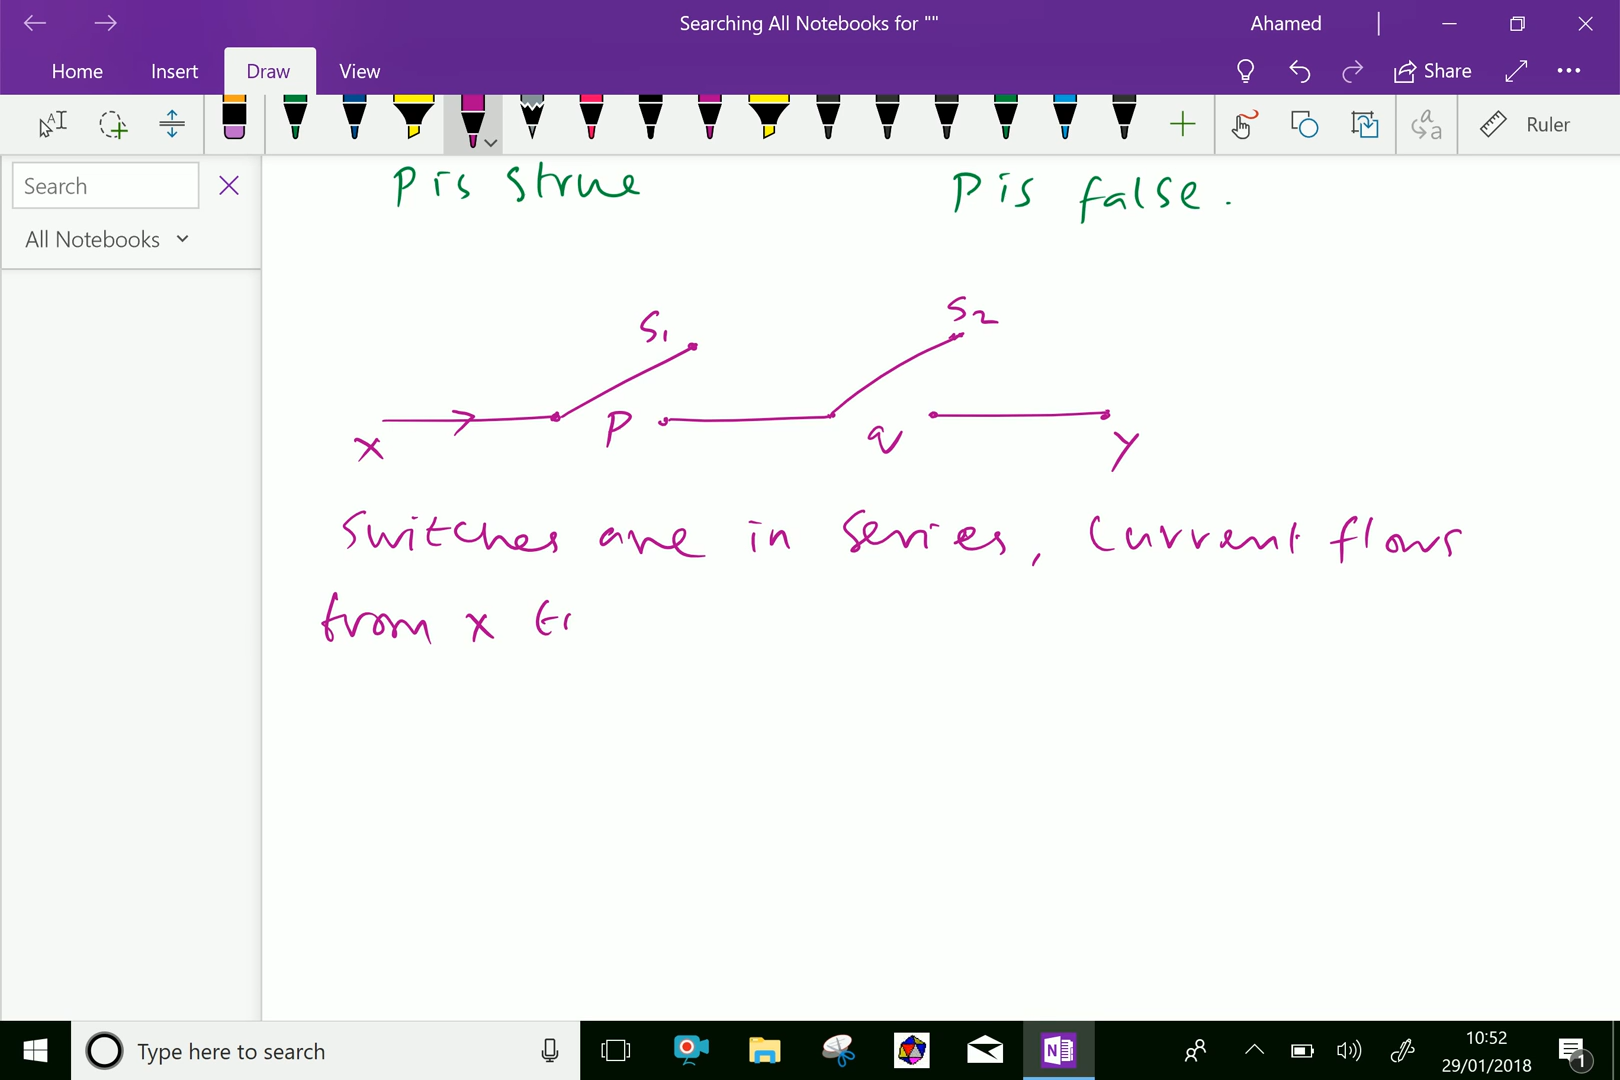 Searching All Notebooks for ""
Ahamed
Home Insert Draw View
Share
Ruler
Search
All Notebooks
P is strue
P is false.
S1
S2
x
P
q
y
Switches are in series, Current flows
from x
Type here to search
10:52
29/01/2018
1